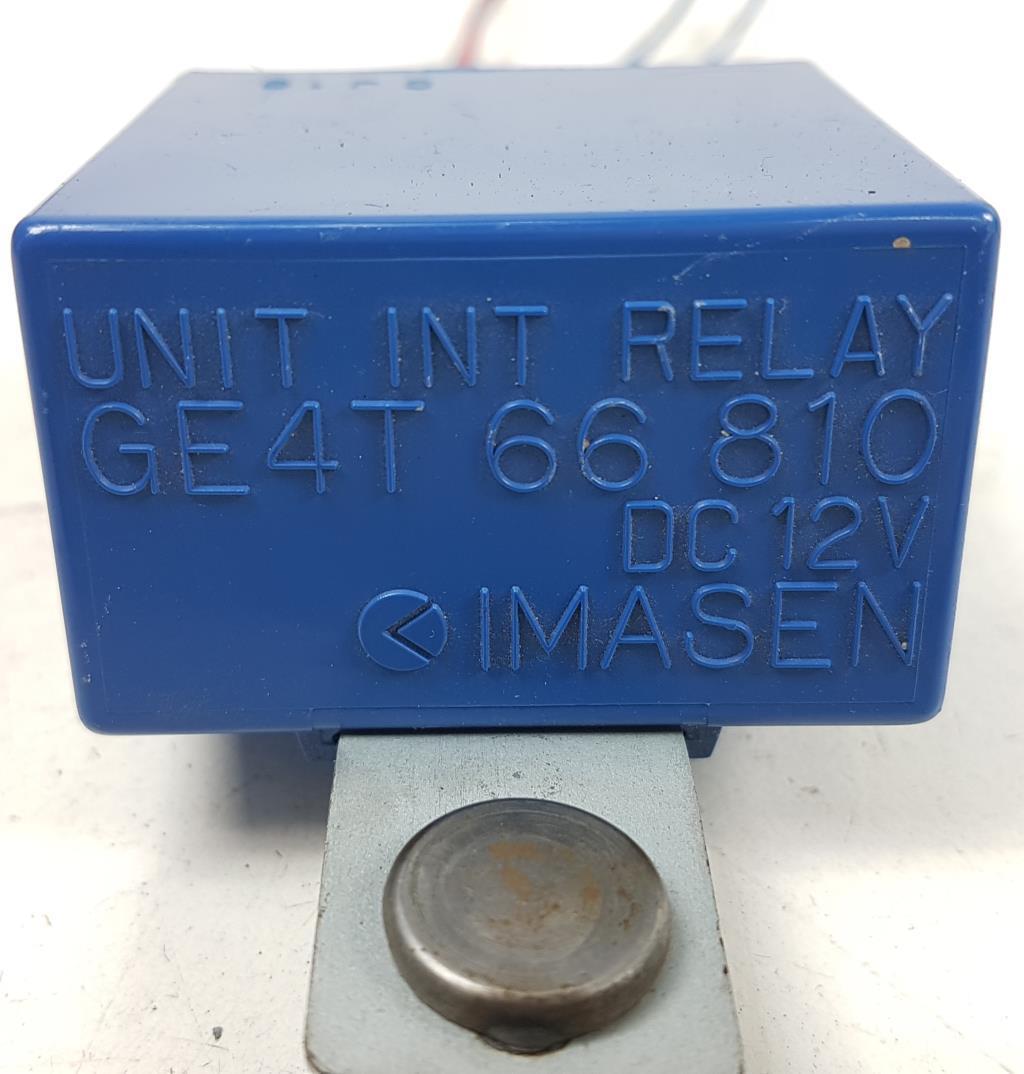 UNIT INT RELAY
GE4T 66 810
DC 12V
IMASEN